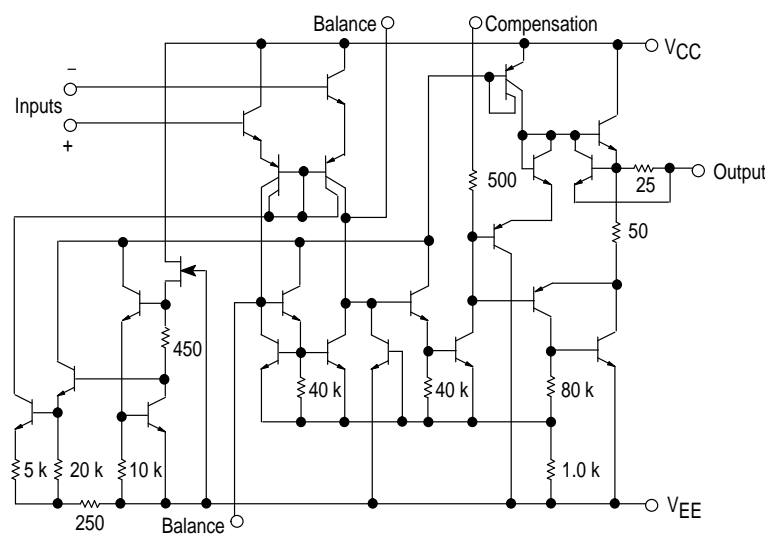 Balance
Compensation
VCC
−
Inputs
+
500
25
Output
50
450
40 k
40 k
80 k
5 k
20 k
10 k
1.0 k
250
Balance
VEE